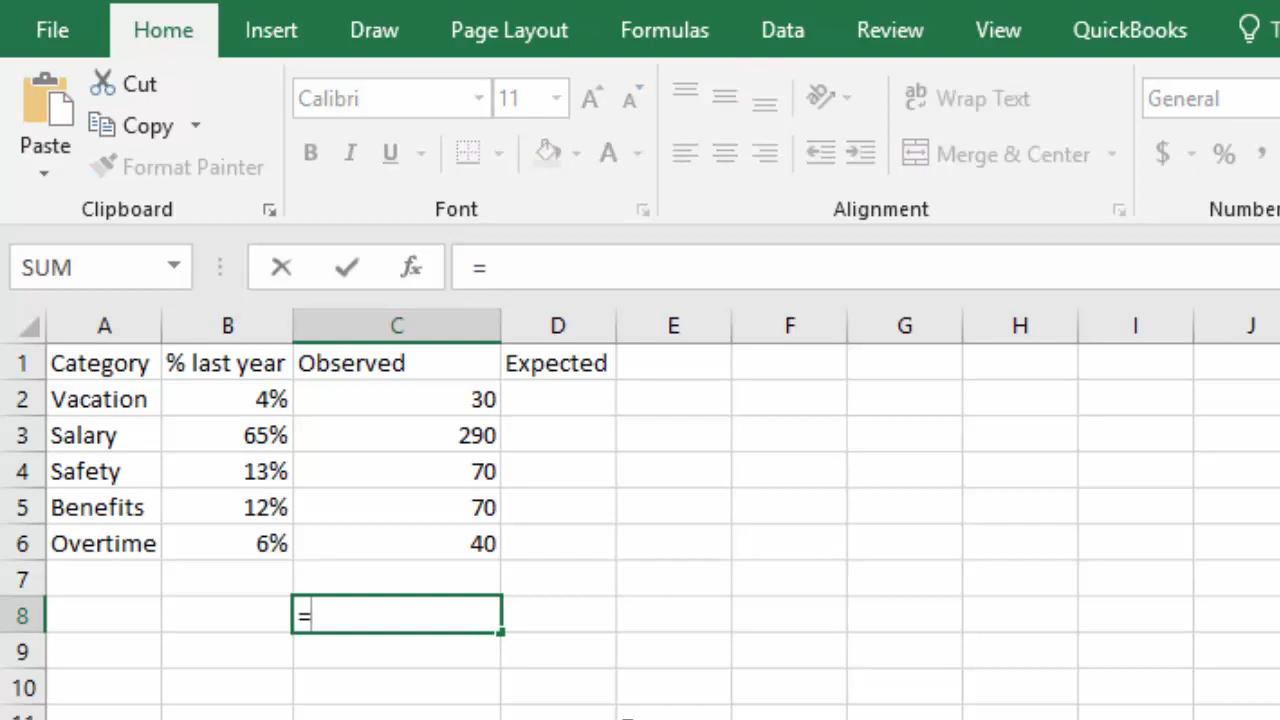 File Home Insert Draw Page Layout Formulas Data Review View QuickBooks T
Cut
Copy
Paste
Format Painter
Clipboard
Calibri 11 A A
B I U A
Font
ab c Wrap Text
Merge & Center
Alignment
General
$ % ,
Number
SUM fx =
A B C D E F G H I J
1 Category % last year Observed Expected
2 Vacation 4% 30
3 Salary 65% 290
4 Safety 13% 70
5 Benefits 12% 70
6 Overtime 6% 40
7
8 =
9
10
11